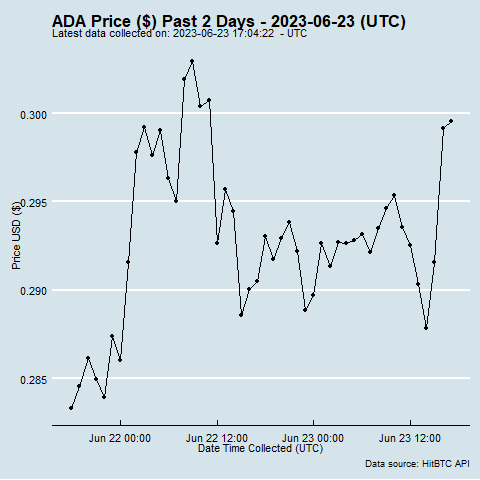 ADA Price ($) Past 2 Days - 2023-06-23 (UTC)
Latest data collected on: 2023-06-23 17:04:22 - UTC
0.300
0.295
0.290
0.285
Price USD ($)
Jun 22 00:00 Jun 22 12:00 Jun 23 00:00 Jun 23 12:00
Date Time Collected (UTC)
Data source: HitBTC API